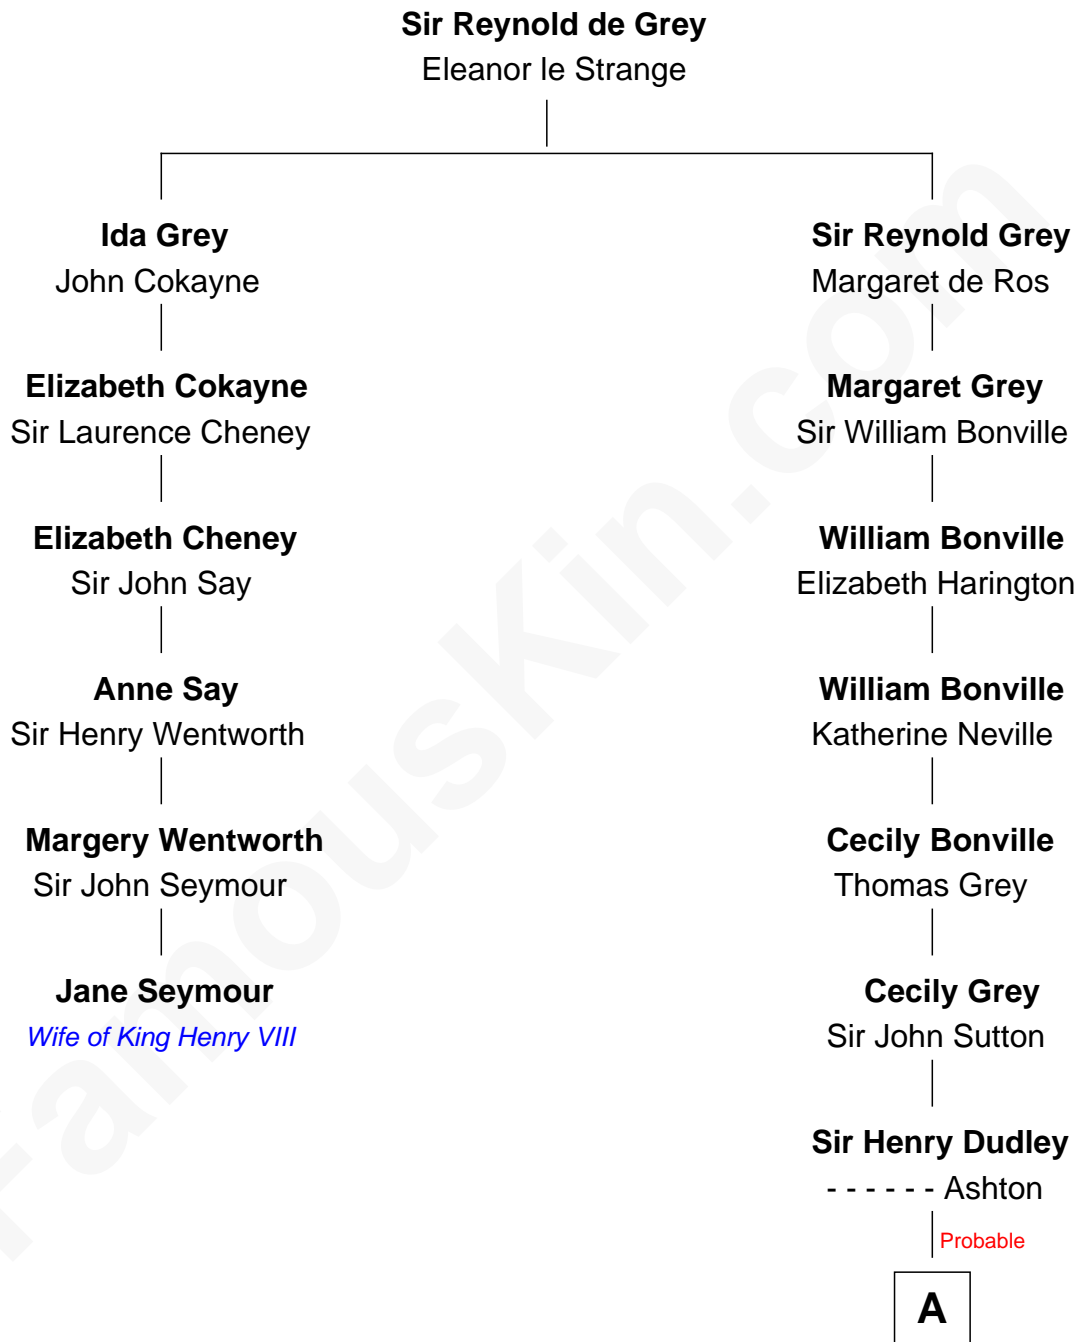 Sir Reynold de Grey
Eleanor le Strange
Ida Grey
John Cokayne
Sir Reynold Grey
Margaret de Ros
Elizabeth Cokayne
Sir Laurence Cheney
Margaret Grey
Sir William Bonville
Elizabeth Cheney
Sir John Say
William Bonville
Elizabeth Harington
Anne Say
Sir Henry Wentworth
William Bonville
Katherine Neville
Margery Wentworth
Sir John Seymour
Cecily Bonville
Thomas Grey
Jane Seymour
Wife of King Henry VIII
Cecily Grey
Sir John Sutton
Sir Henry Dudley
- - - - - - Ashton
Probable
A
FamousKin.com